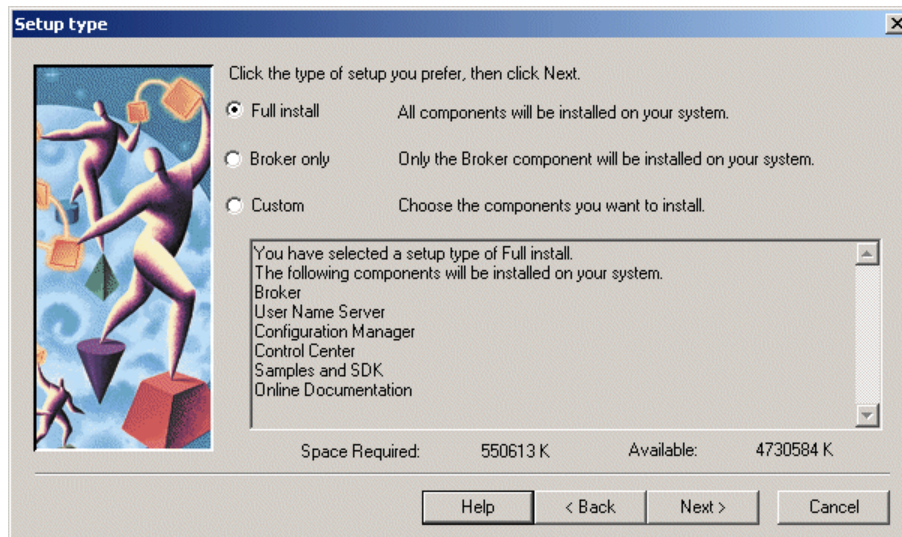 Setup type
Click the type of setup you prefer, then click Next.
Full install All components will be installed on your system.
Broker only Only the Broker component will be installed on your system.
Custom Choose the components you want to install.
You have selected a setup type of Full install.
The following components will be installed on your system.
Broker
User Name Server
Configuration Manager
Control Center
Samples and SDK
Online Documentation
Space Required: 550613 K Available: 4730584 K
Help < Back Next > Cancel